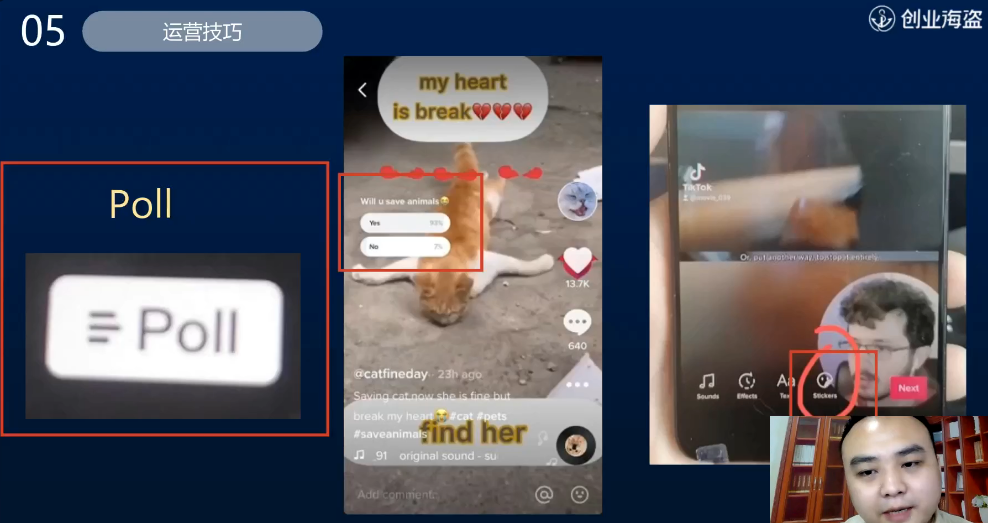 05
运营技巧
创业海盗
Poll
Poll
my heart
is break💔💔💔
Will u save animals😭
Yes 93%
No 7%
13.7K
640
@catfineday · 23h ago
Saving cat now she is fine but
break my heart😭 #cat #pets
#saveanimals
find her
original sound - su
Add comment...
TikTok
Sounds
Effects
Text
Stickers
Next